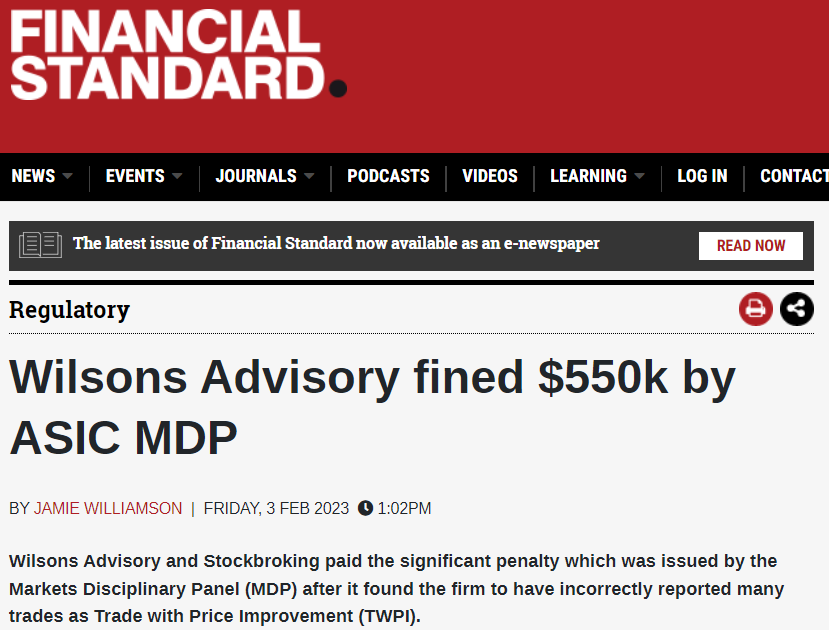 FINANCIAL
STANDARD.
NEWS EVENTS JOURNALS PODCASTS VIDEOS LEARNING LOG IN CONTACT
The latest issue of Financial Standard now available as an e-newspaper READ NOW
Regulatory
Wilsons Advisory fined $550k by
ASIC MDP
BY JAMIE WILLIAMSON | FRIDAY, 3 FEB 2023 1:02PM
Wilsons Advisory and Stockbroking paid the significant penalty which was issued by the
Markets Disciplinary Panel (MDP) after it found the firm to have incorrectly reported many
trades as Trade with Price Improvement (TWPI).